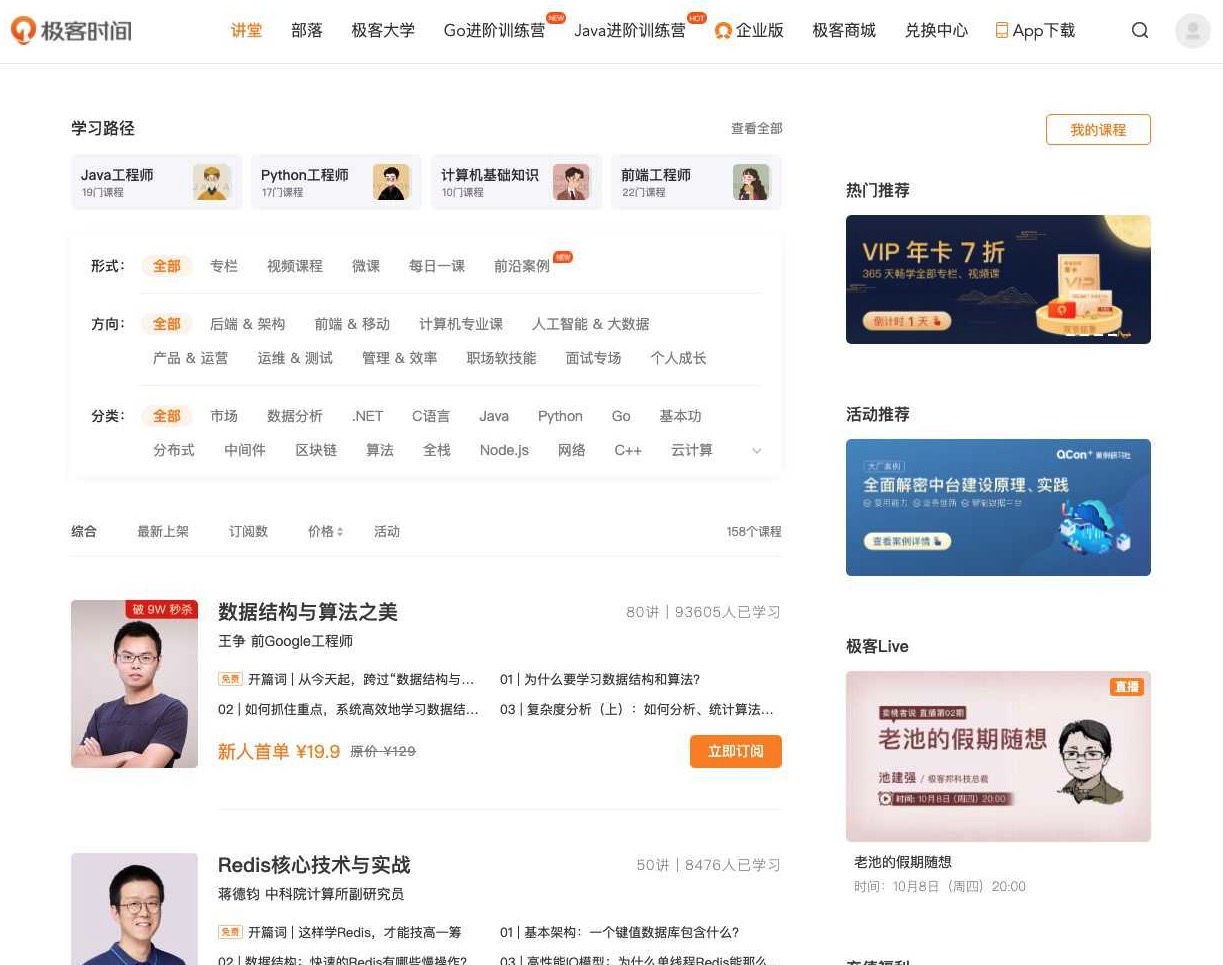 极客时间
讲堂 部落 极客大学 Go进阶训练营 NEW Java进阶训练营 HOT 企业版 极客商城 兑换中心 App下载
学习路径 查看全部
Java工程师
19门课程
Python工程师
17门课程
计算机基础知识
10门课程
前端工程师
22门课程
形式： 全部 专栏 视频课程 微课 每日一课 前沿案例 NEW
方向： 全部 后端 & 架构 前端 & 移动 计算机专业课 人工智能 & 大数据
产品 & 运营 运维 & 测试 管理 & 效率 职场软技能 面试专场 个人成长
分类： 全部 市场 数据分析 .NET C语言 Java Python Go 基本功
分布式 中间件 区块链 算法 全栈 Node.js 网络 C++ 云计算
综合 最新上架 订阅数 价格 活动 158个课程
破 9W 秒杀
数据结构与算法之美 80讲 | 93605人已学习
王争 前Google工程师
免费 开篇词 | 从今天起，跨过“数据结构与... 01 | 为什么要学习数据结构和算法?
02 | 如何抓住重点，系统高效地学习数据结... 03 | 复杂度分析（上）：如何分析、统计算法...
新人首单 ¥19.9 原价 ¥129 立即订阅
Redis核心技术与实战 50讲 | 8476人已学习
蒋德钧 中科院计算所副研究员
免费 开篇词 | 这样学Redis，才能技高一筹 01 | 基本架构：一个键值数据库包含什么?
02 | 数据结构：快速的Redis有哪些慢操作? 03 | 高性能IO模型：为什么单线程Redis能那么...
我的课程
热门推荐
VIP 年卡 7 折
365 天畅学全部专栏、视频课
倒计时 1 天
VIP
活动推荐
QCon+ 案例研习社
大厂案例
全面解密中台建设原理、实践
查看案例详情
极客Live
直播
卖桃者说 直播第02期
老池的假期随想
池建强 / 极客邦科技总裁
时间: 10月8日（周四）20:00
老池的假期随想
时间：10月8日（周四）20:00
充值福利